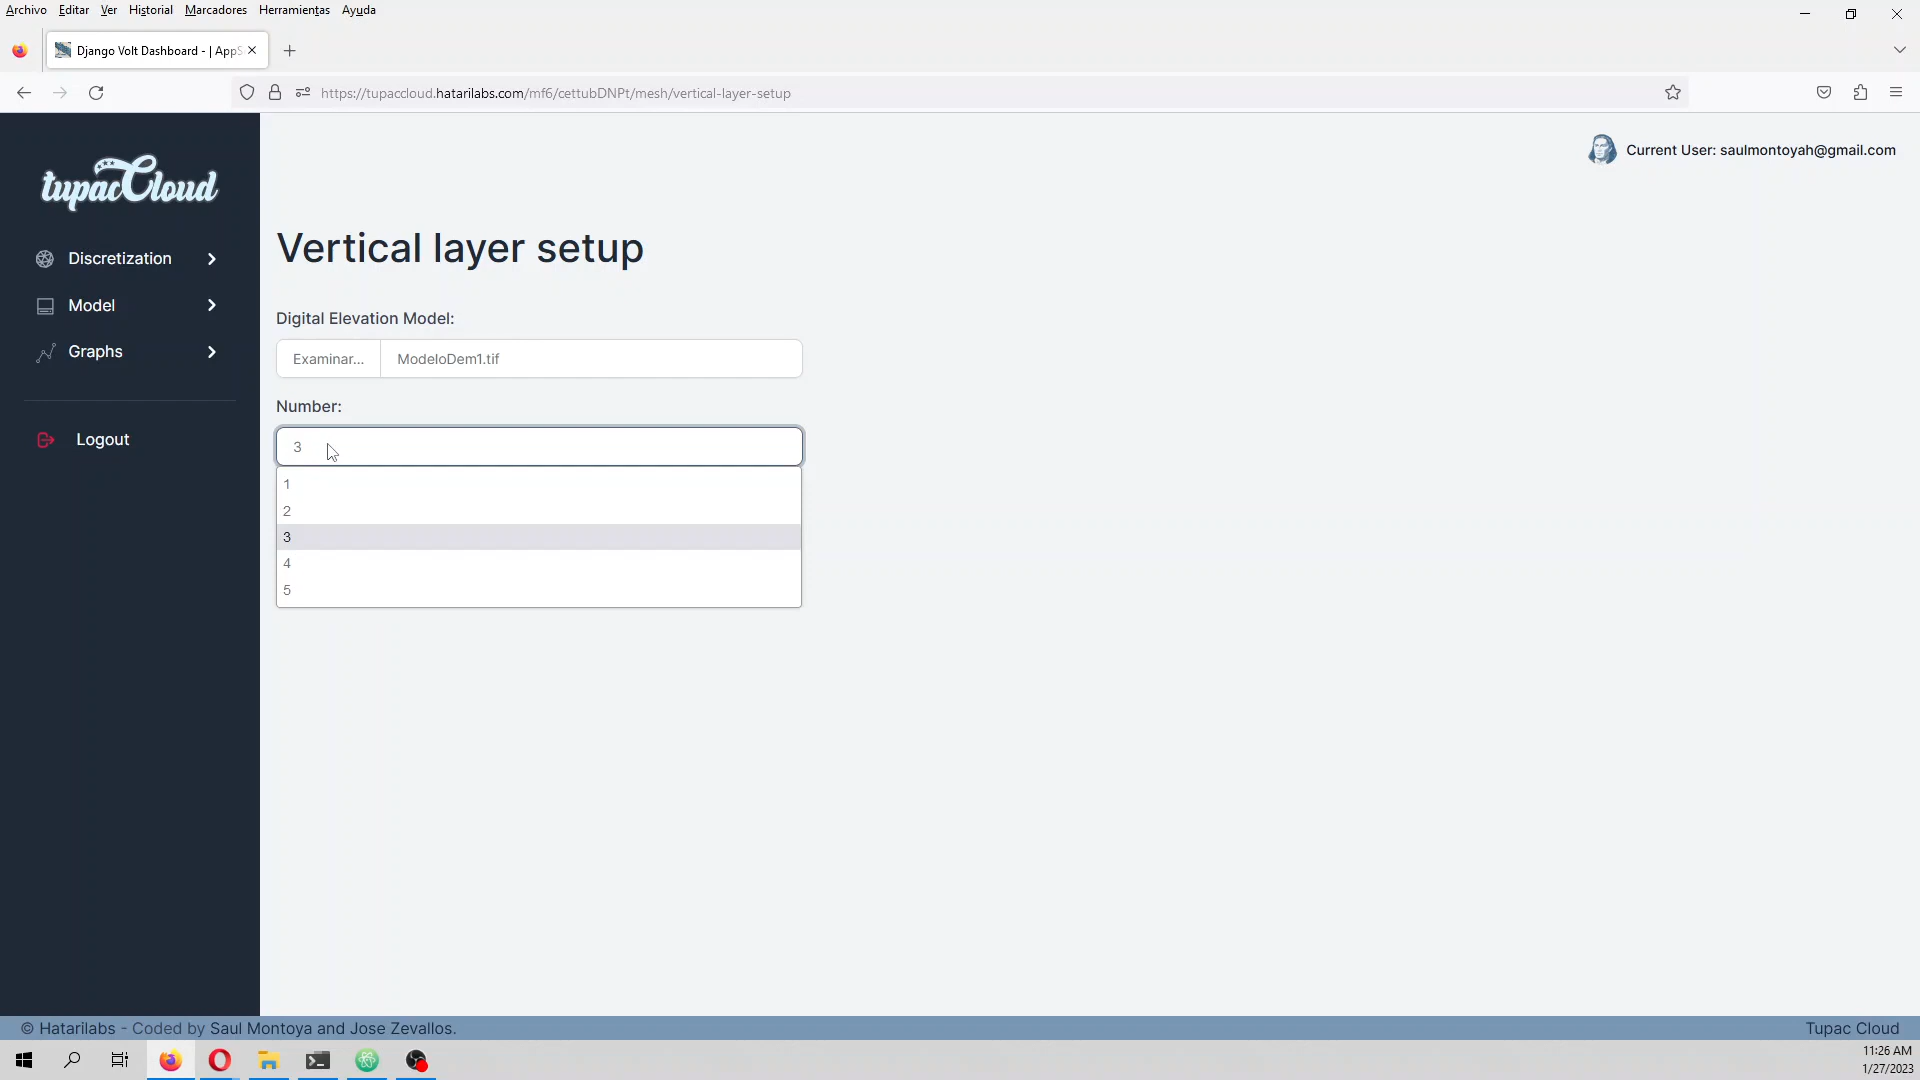 Archivo Editar Ver Historial Marcadores Herramientas Ayuda
Django Volt Dashboard - | AppS
https://tupaccloud.hatarilabs.com/mf6/cettubDNPt/mesh/vertical-layer-setup
tupacCloud
Current User: saulmontoyah@gmail.com
Discretization
Model
Graphs
Logout
Vertical layer setup
Digital Elevation Model:
Examinar... ModeloDem1.tif
Number:
3
1
2
3
4
5
© Hatarilabs - Coded by Saul Montoya and Jose Zevallos.
Tupac Cloud
11:26 AM
1/27/2023